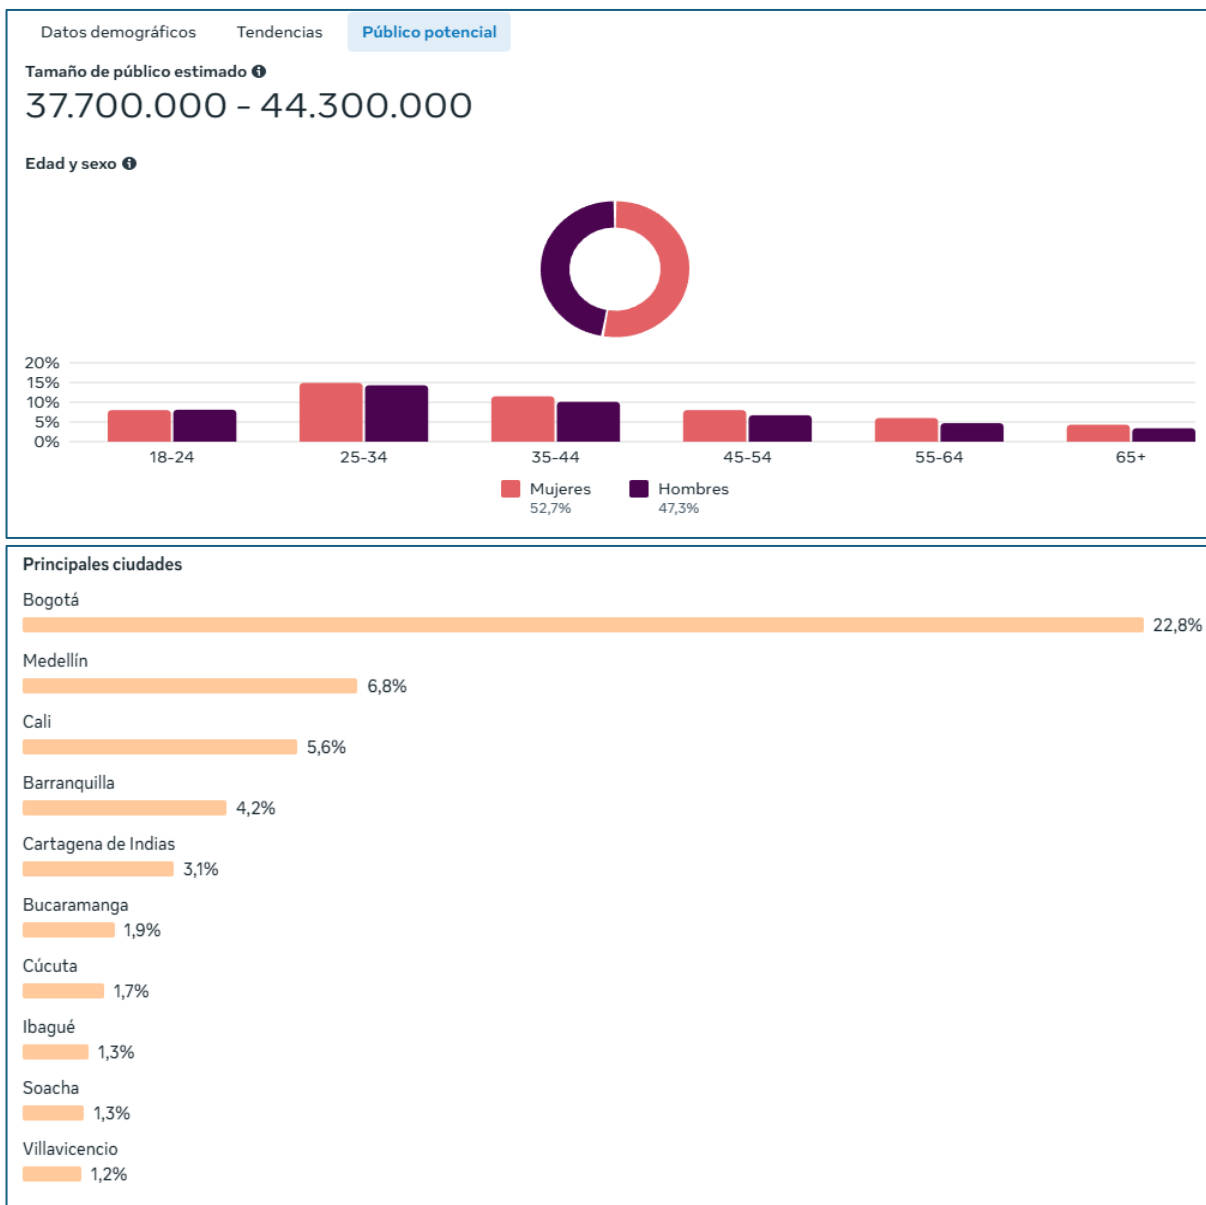 Datos demográficos Tendencias Público potencial
Tamaño de público estimado
37.700.000 - 44.300.000
Edad y sexo
20%
15%
10%
5%
0%
18-24 25-34 35-44 45-54 55-64 65+
Mujeres Hombres
52,7% 47,3%
Principales ciudades
Bogotá
22,8%
Medellín
6,8%
Cali
5,6%
Barranquilla
4,2%
Cartagena de Indias
3,1%
Bucaramanga
1,9%
Cúcuta
1,7%
Ibagué
1,3%
Soacha
1,3%
Villavicencio
1,2%